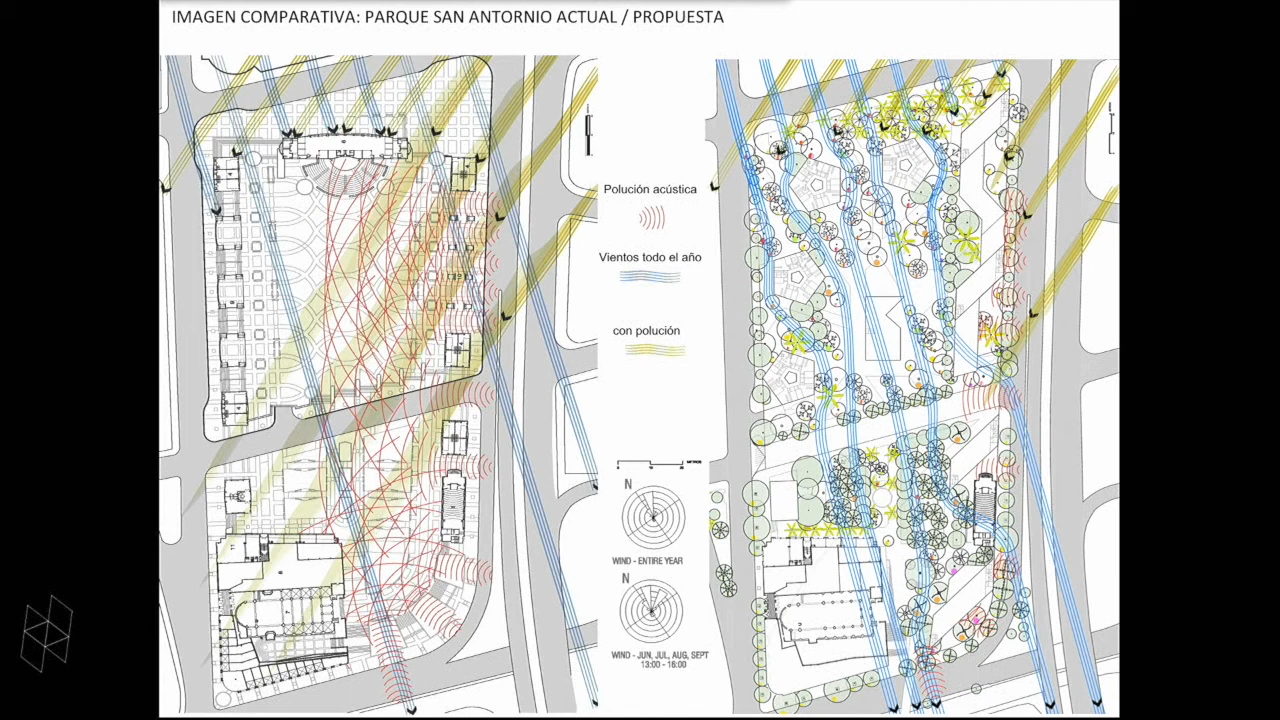 IMAGEN COMPARATIVA: PARQUE SAN ANTORNIO ACTUAL / PROPUESTA
Polución acústica
Vientos todo el año
con polución
N
WIND - ENTIRE YEAR
N
WIND - JUN, JUL, AUG, SEPT
13:00 - 16:00